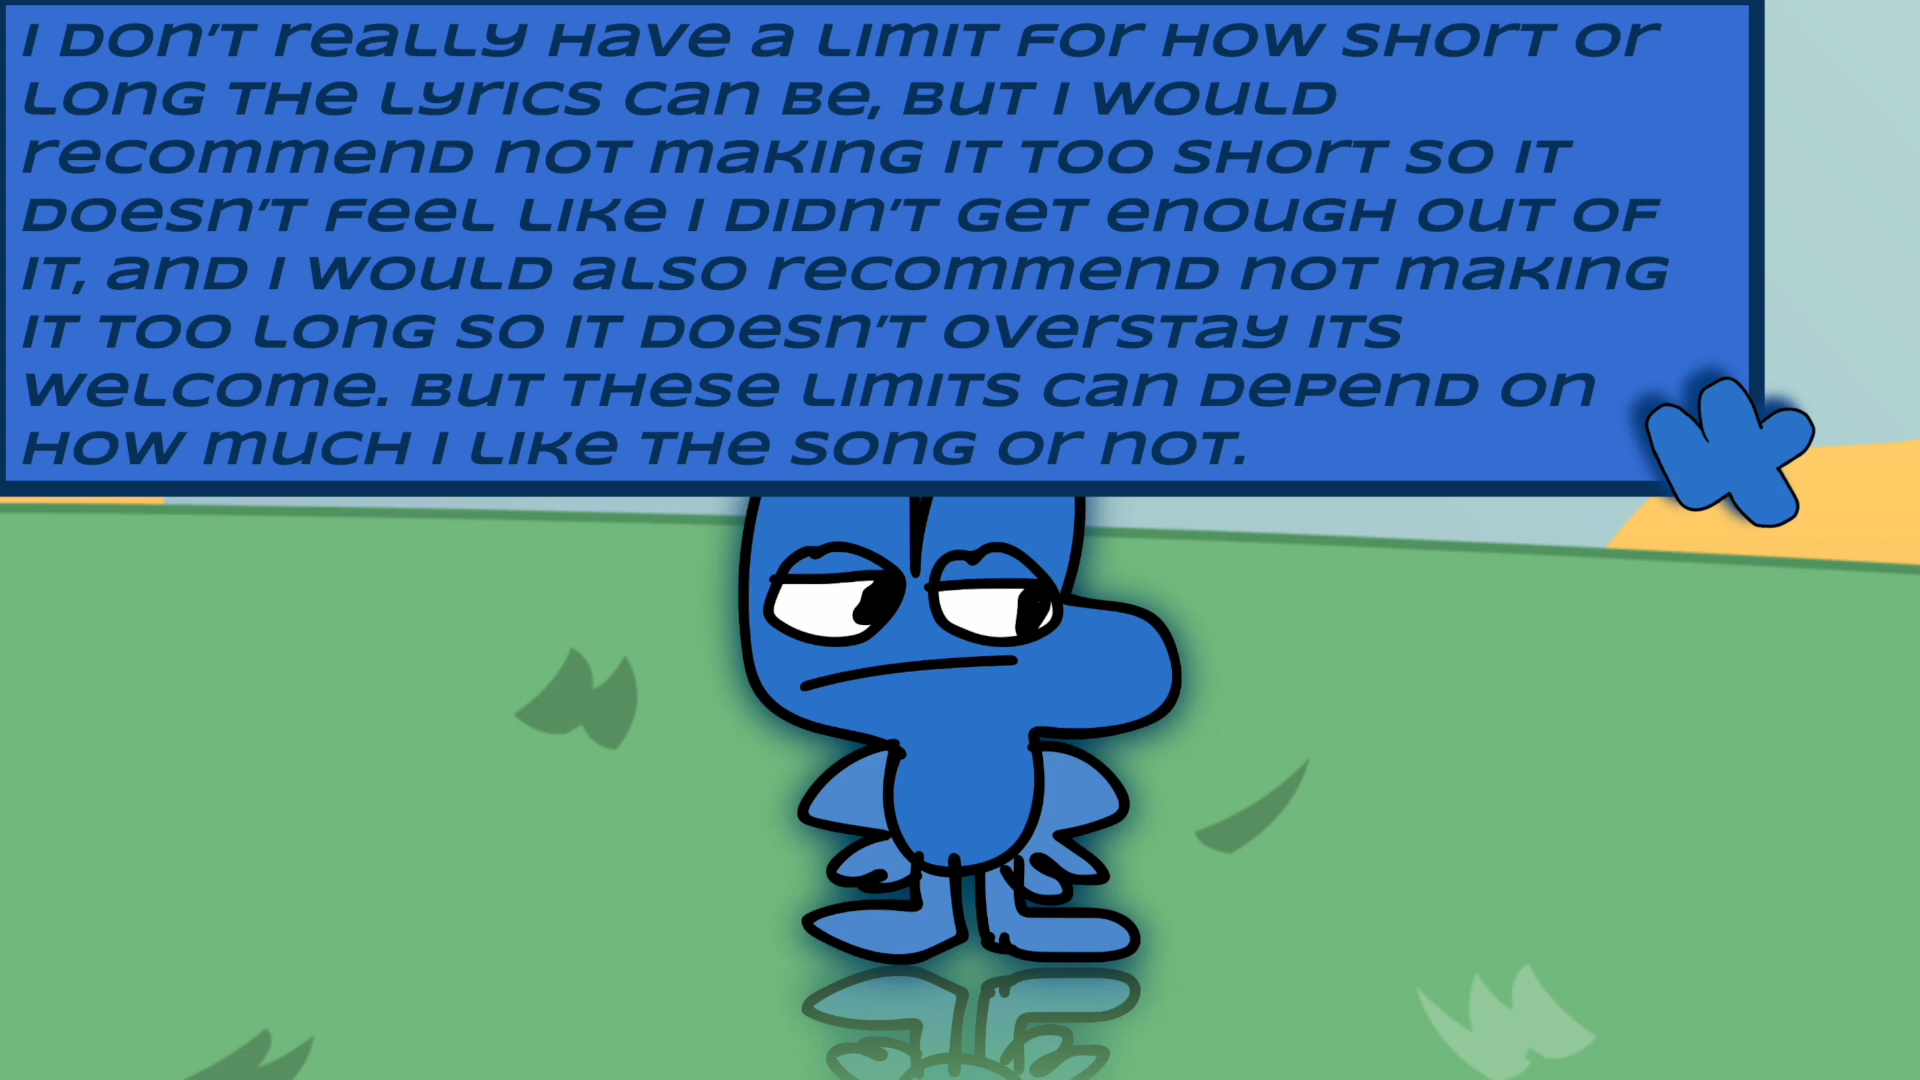 I don't really have a limit for how short or
long the lyrics can be, but I would
recommend not making it too short so it
doesn't feel like I didn't get enough out of
it, and I would also recommend not making
it too long so it doesn't overstay its
welcome. But these limits can depend on
how much I like the song or not.